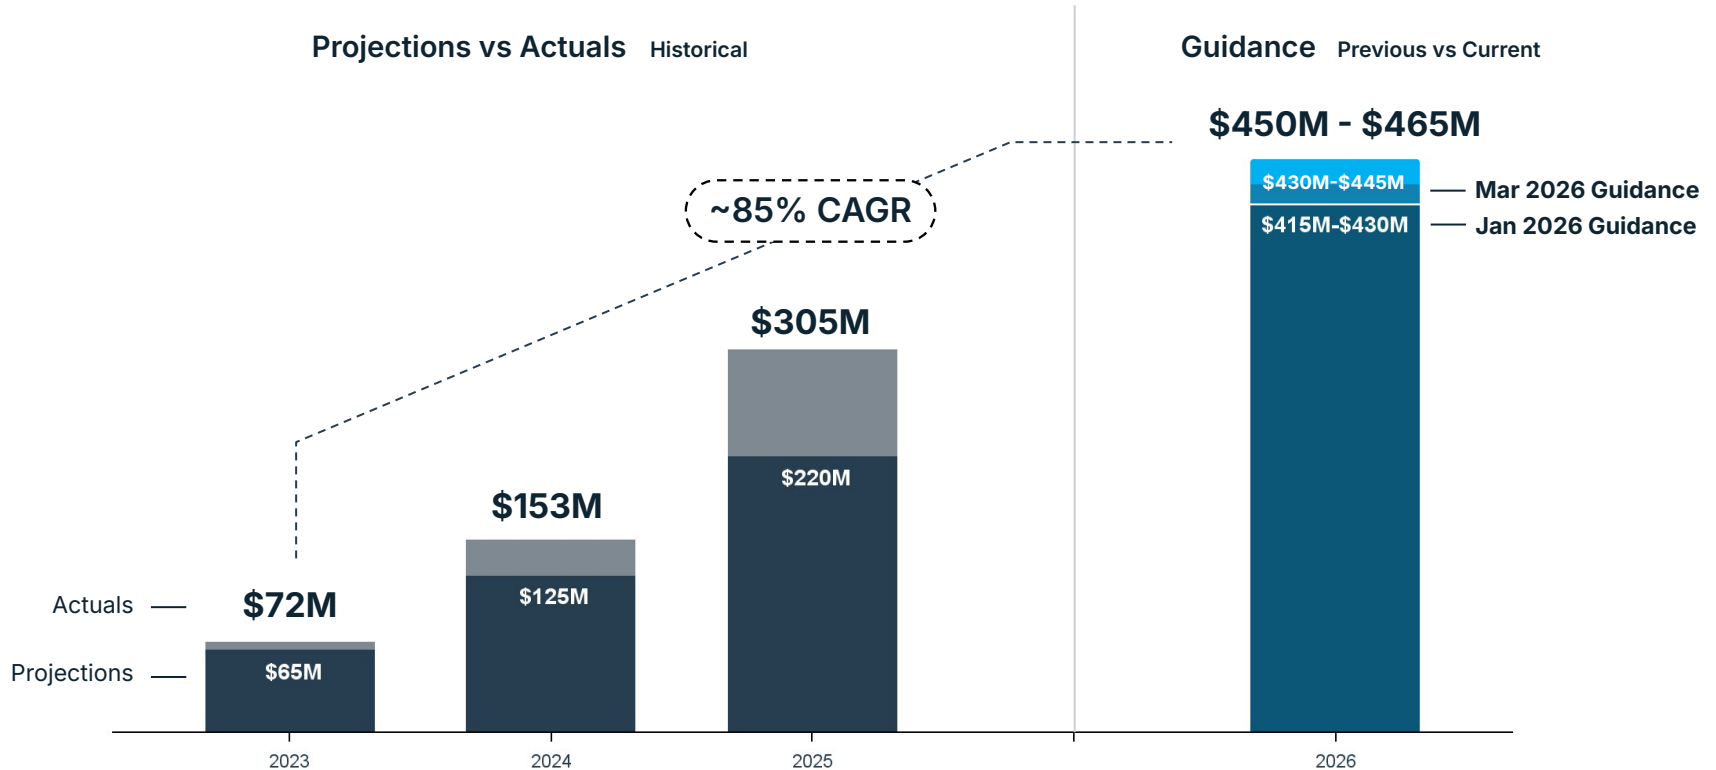 Projections vs Actuals Historical
Guidance Previous vs Current
$450M - $465M
$430M-$445M
Mar 2026 Guidance
~85% CAGR
$415M-$430M
Jan 2026 Guidance
$305M
$220M
$153M
$125M
Actuals
$72M
Projections
$65M
2023
2024
2025
2026